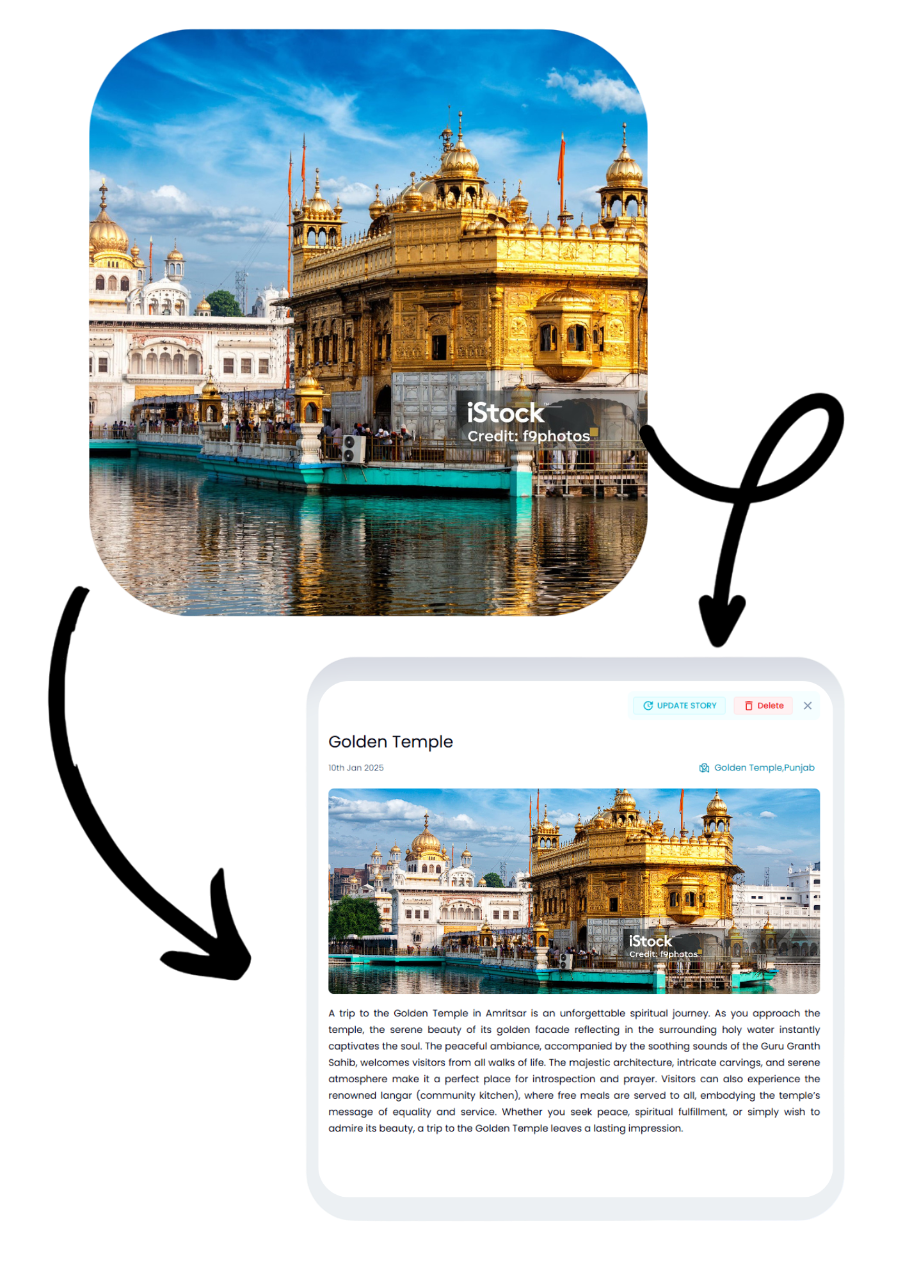 iStock
Credit: f9photos
UPDATE STORY
Delete
Golden Temple
10th Jan 2025
Golden Temple,Punjab
iStock
Credit: f9photos
A trip to the Golden Temple in Amritsar is an unforgettable spiritual journey. As you approach the
temple, the serene beauty of its golden facade reflecting in the surrounding holy water instantly
captivates the soul. The peaceful ambiance, accompanied by the soothing sounds of the Guru Granth
Sahib, welcomes visitors from all walks of life. The majestic architecture, intricate carvings, and serene
atmosphere make it a perfect place for introspection and prayer. Visitors can also experience the
renowned langar (community kitchen), where free meals are served to all, embodying the temple's
message of equality and service. Whether you seek peace, spiritual fulfillment, or simply wish to
admire its beauty, a trip to the Golden Temple leaves a lasting impression.